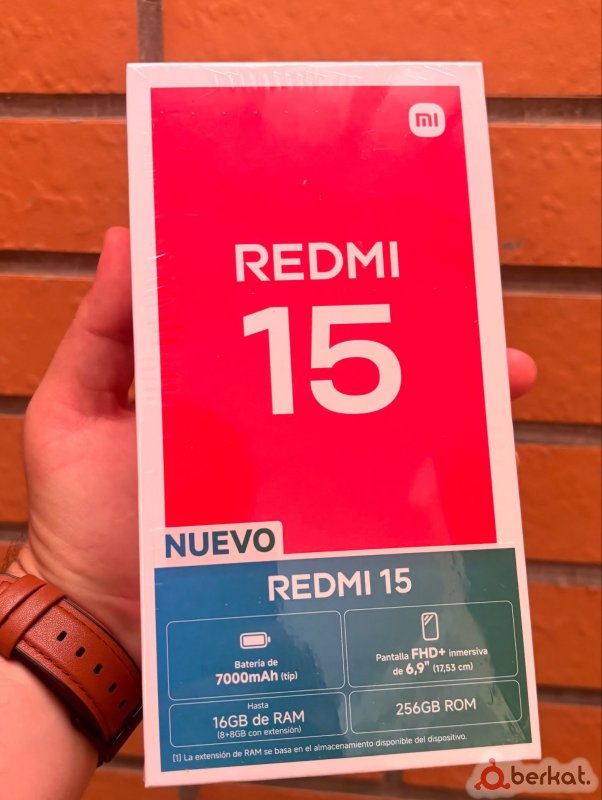 mi
REDMI
15
NUEVO
REDMI 15
Batería de
7000mAh (tip)
Pantalla FHD+ inmersiva
de 6,9" (17,53 cm)
Hasta
16GB de RAM
(8+8GB con extensión)
256GB ROM
[1] La extensión de RAM se basa en el almacenamiento disponible del dispositivo.
berkat.